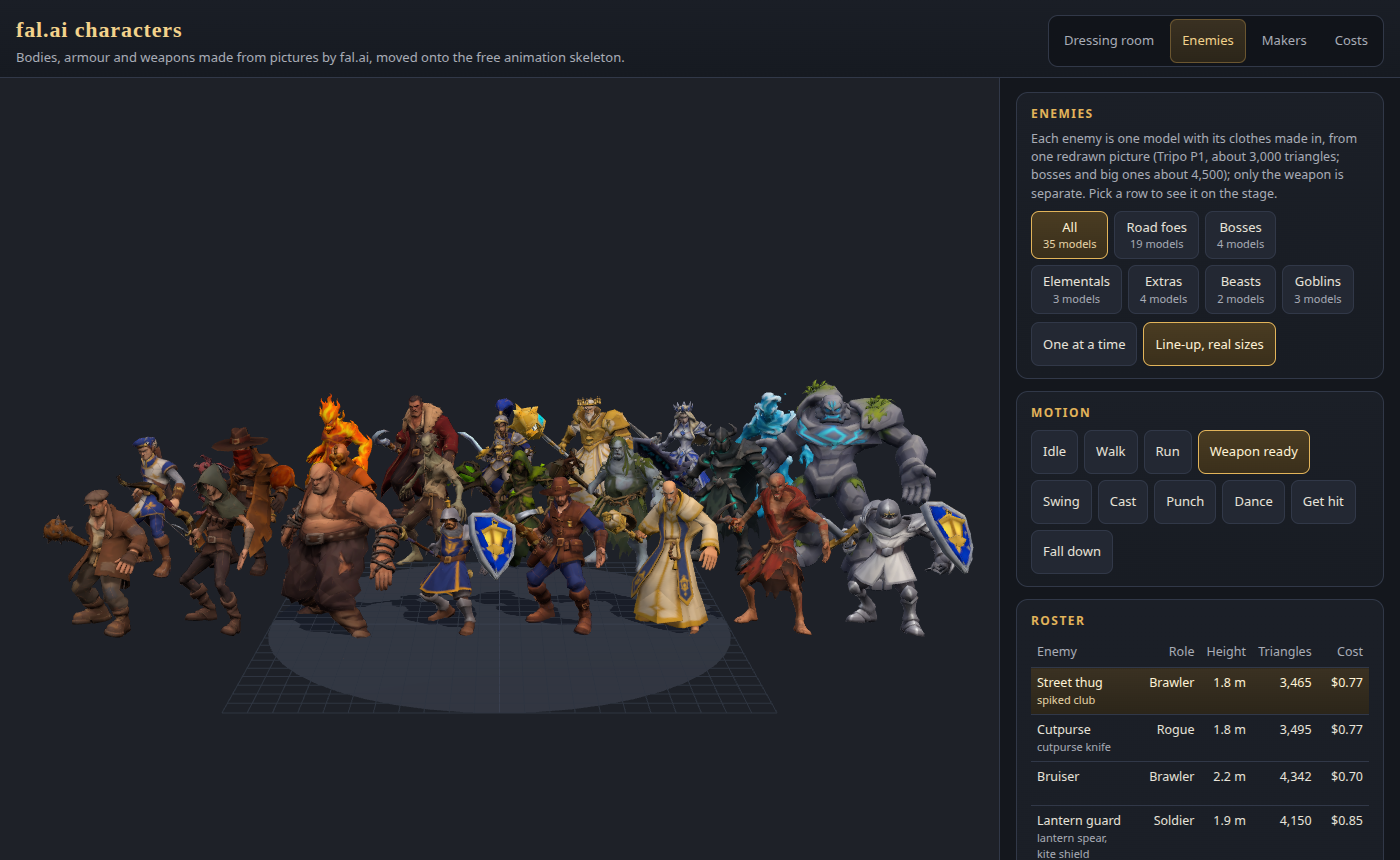 fal.ai characters
Bodies, armour and weapons made from pictures by fal.ai, moved onto the free animation skeleton.
Dressing room Enemies Makers Costs
ENEMIES
Each enemy is one model with its clothes made in, from
one redrawn picture (Tripo P1, about 3,000 triangles;
bosses and big ones about 4,500); only the weapon is
separate. Pick a row to see it on the stage.
All Road foes Bosses
35 models 19 models 4 models
Elementals Extras Beasts Goblins
3 models 4 models 2 models 3 models
One at a time Line-up, real sizes
MOTION
Idle Walk Run Weapon ready
Swing Cast Punch Dance Get hit
Fall down
ROSTER
Enemy Role Height Triangles Cost
Street thug Brawler 1.8 m 3,465 $0.77
spiked club
Cutpurse Rogue 1.8 m 3,495 $0.77
cutpurse knife
Bruiser Brawler 2.2 m 4,342 $0.70
Lantern guard Soldier 1.9 m 4,150 $0.85
lantern spear,
kite shield